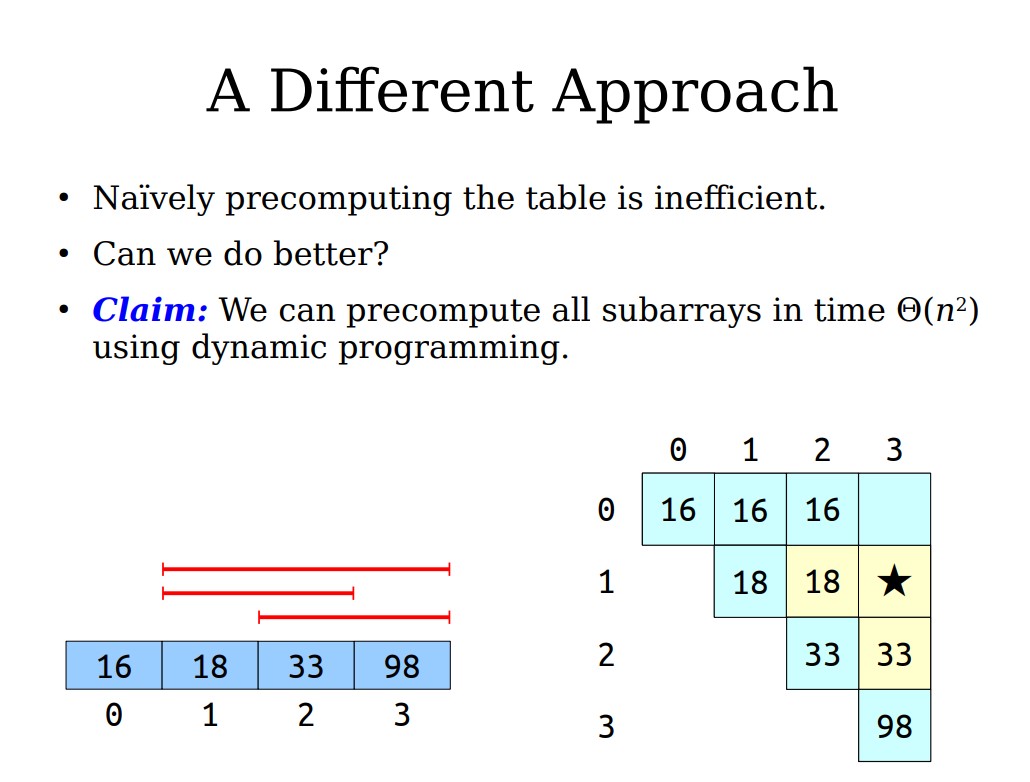 A Different Approach
• Naïvely precomputing the table is inefficient.
• Can we do better?
• Claim: We can precompute all subarrays in time Θ(n²)
using dynamic programming.
16 18 33 98
0 1 2 3
0 1 2 3
0 16 16 16
1 18 18 ★
2 33 33
3 98